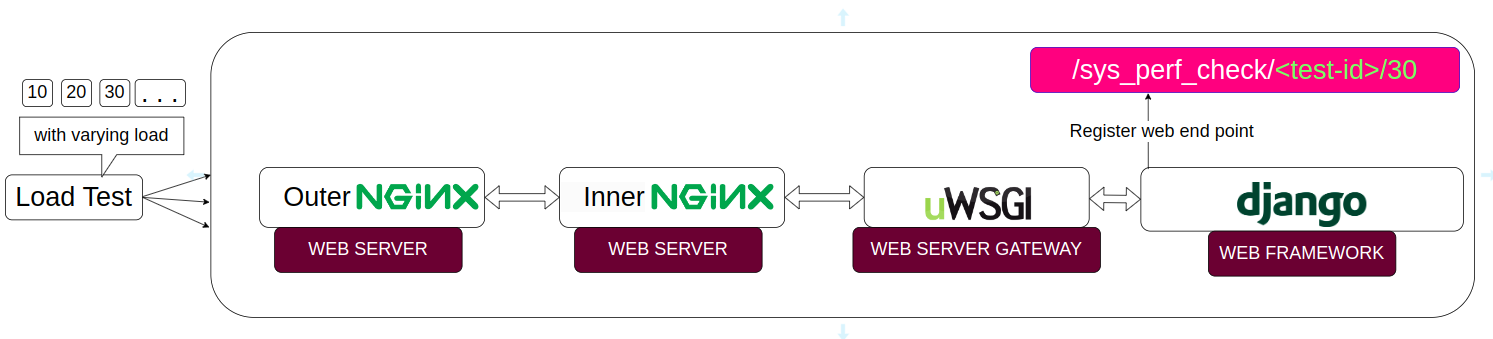 10 20 30 ...
with varying load
Load Test
/sys_perf_check/<test-id>/30
Register web end point
Outer NGINX
WEB SERVER
Inner NGINX
WEB SERVER
uWSGI
WEB SERVER GATEWAY
django
WEB FRAMEWORK